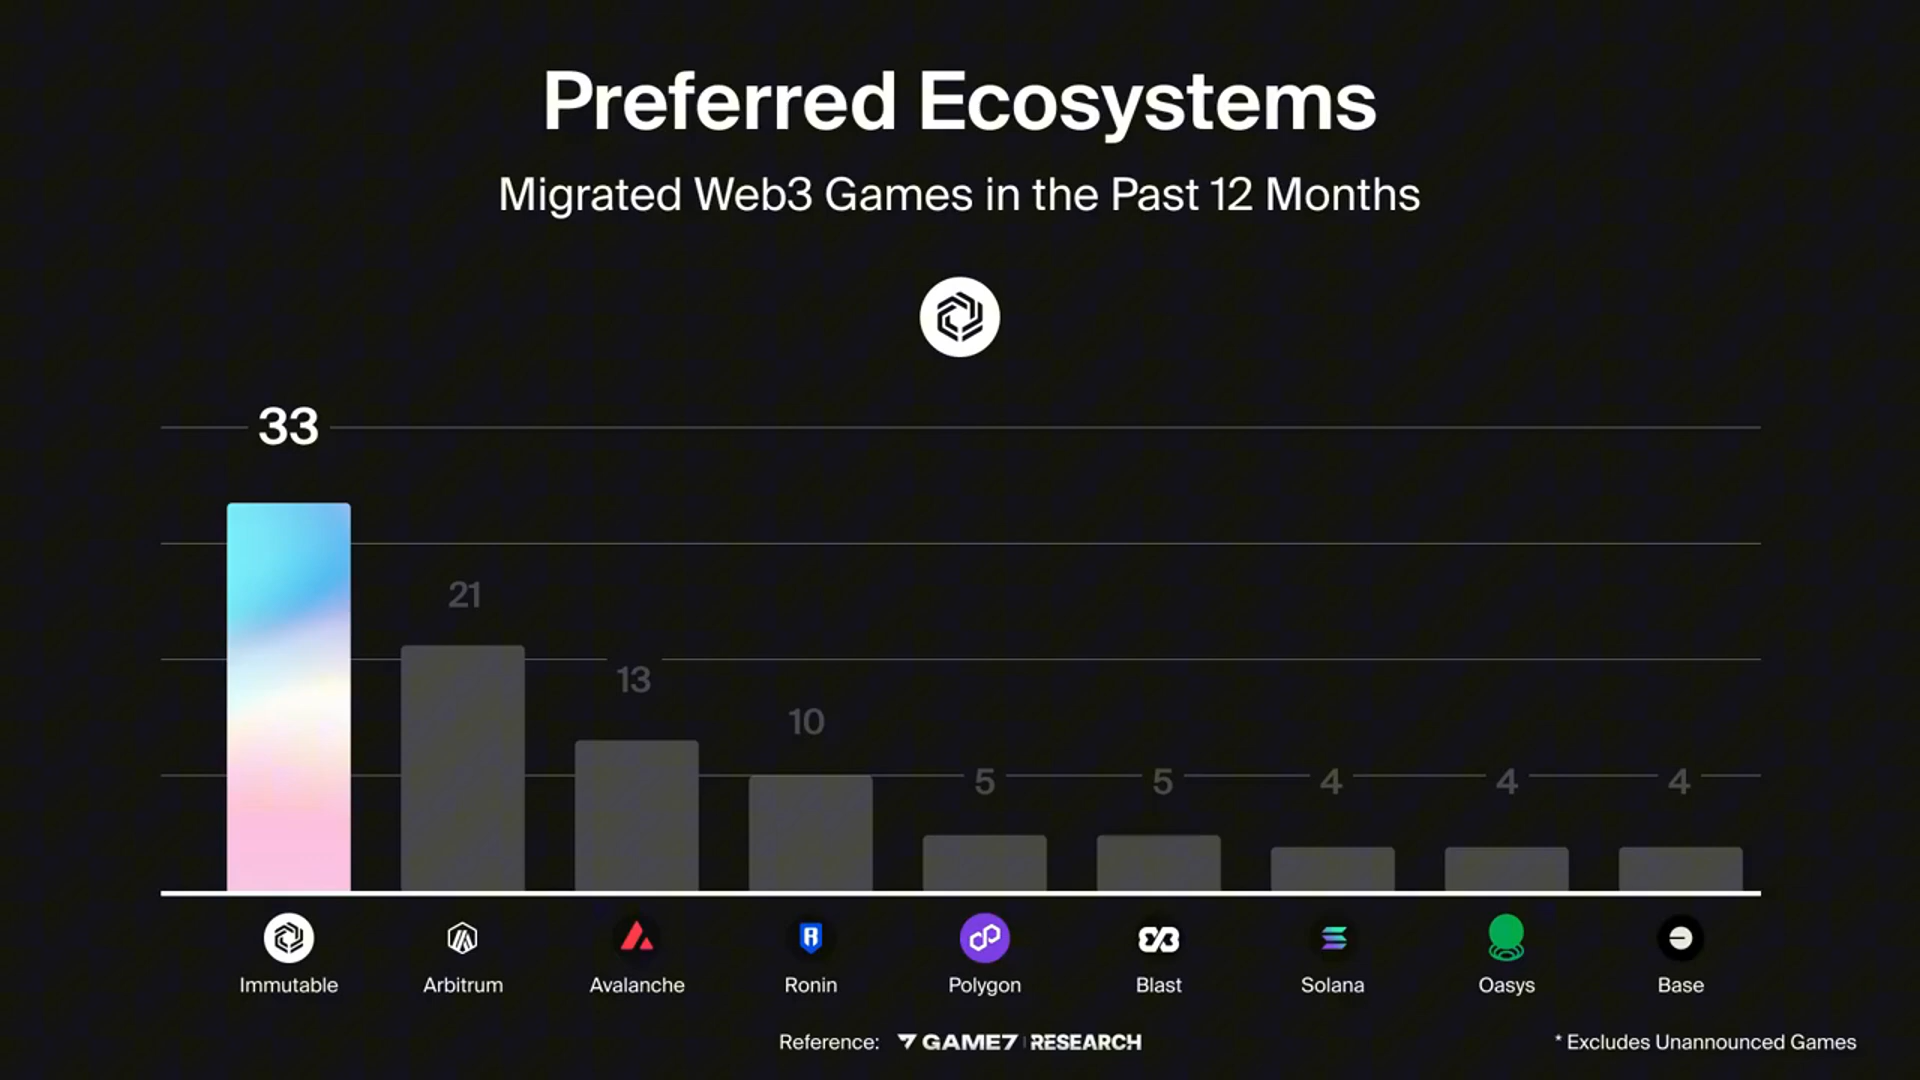 Preferred Ecosystems
Migrated Web3 Games in the Past 12 Months
33
21
13
10
5
5
4
4
4
Immutable
Arbitrum
Avalanche
Ronin
Polygon
Blast
Solana
Oasys
Base
Reference: GAME7 | RESEARCH
* Excludes Unannounced Games